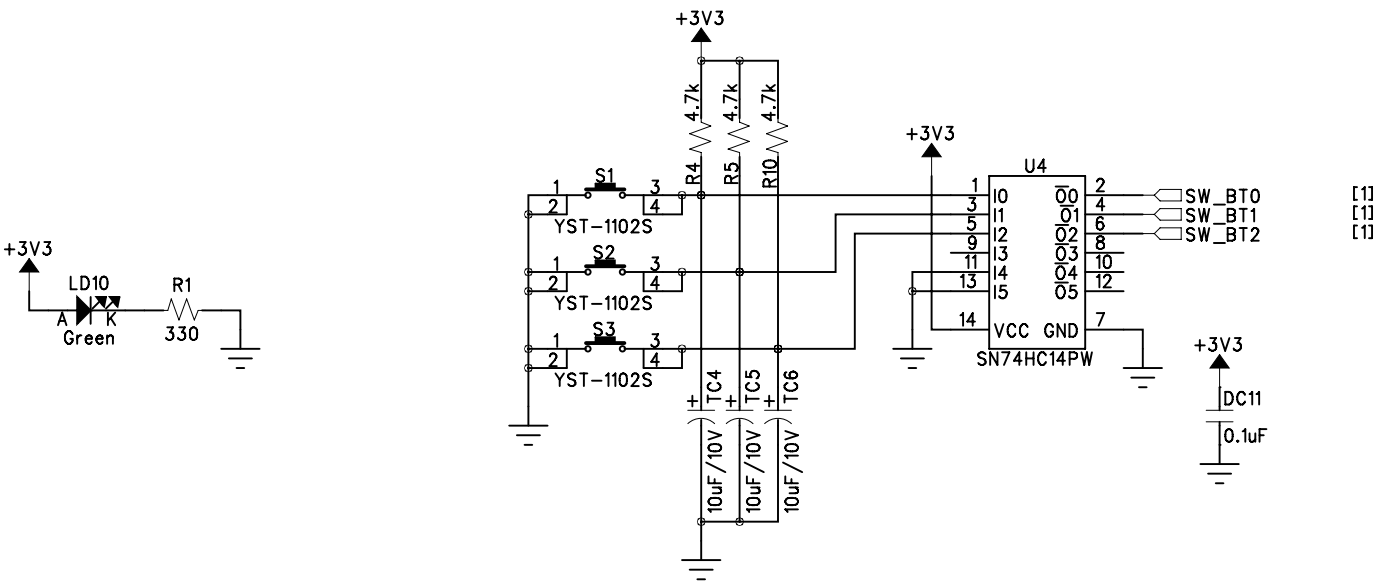 +3V3
4.7k
4.7k
4.7k
R4
R5
R10
+3V3
U4
S1
1
2
3
4
YST-1102S
S2
1
2
3
4
YST-1102S
S3
1
2
3
4
YST-1102S
1
3
5
9
11
13
14
I0
I1
I2
I3
I4
I5
VCC
O0
O1
O2
O3
O4
O5
GND
2
4
6
8
10
12
7
SN74HC14PW
SW_BT0 [1]
SW_BT1 [1]
SW_BT2 [1]
+3V3
LD10
A
K
Green
R1
330
+ TC4
+ TC5
+ TC6
10uF/10V
10uF/10V
10uF/10V
+3V3
DC11
0.1uF